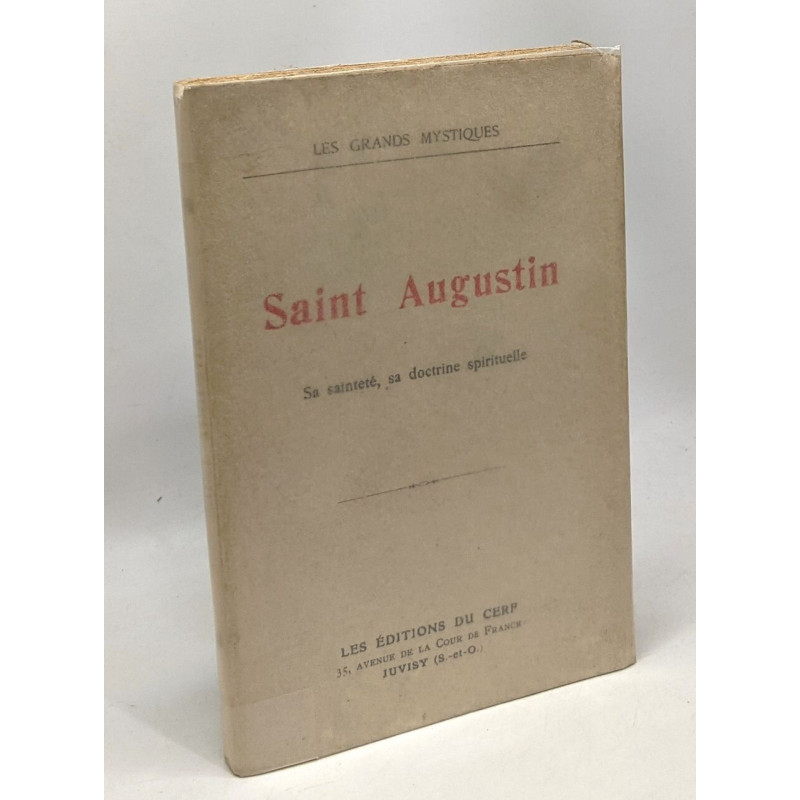 LES GRANDS MYSTIQUES
Saint Augustin
Sa sainteté, sa doctrine spirituelle
LES ÉDITIONS DU CERF
35, AVENUE DE LA COUR DE FRANCE
JUVISY (S.-et-O.)